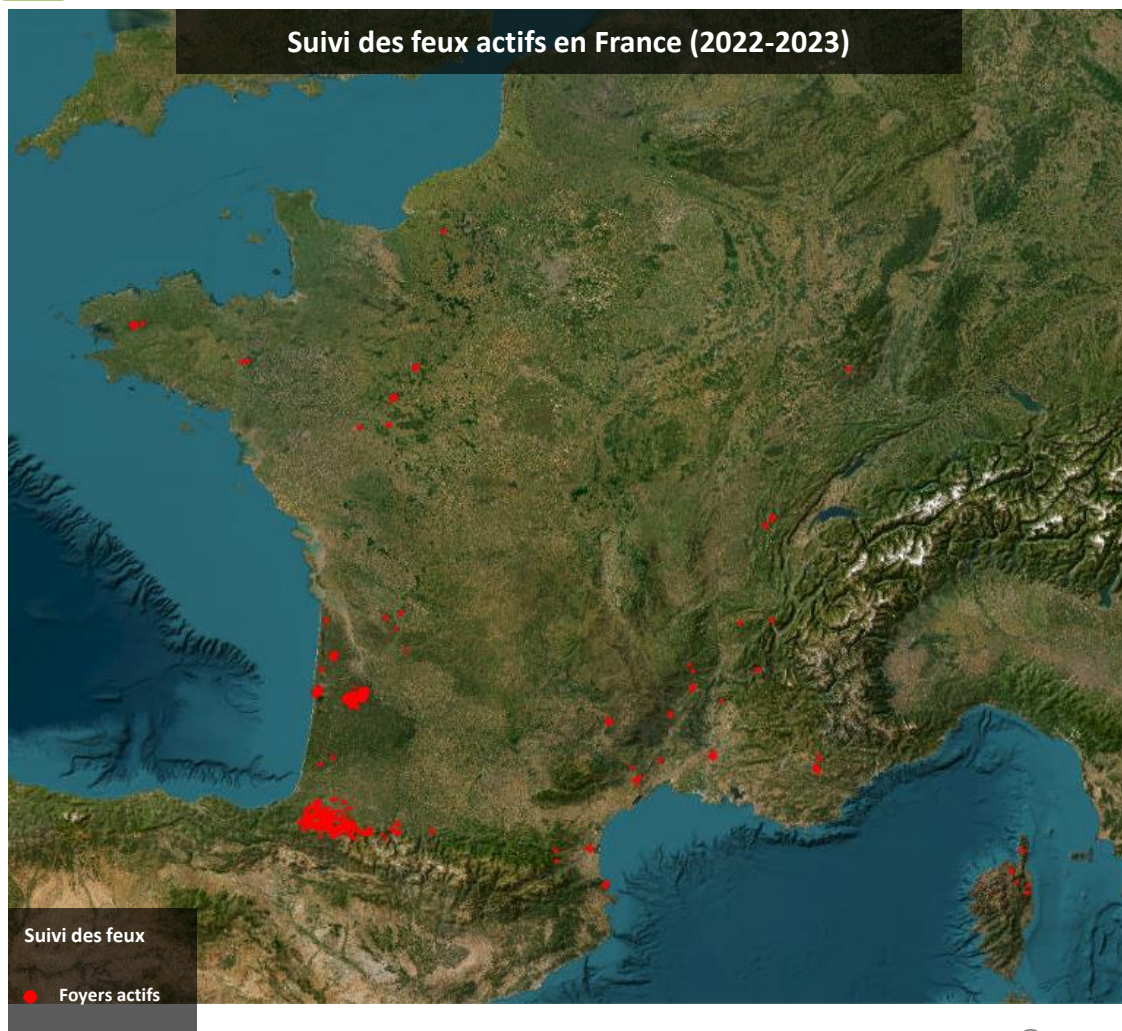 Suivi des feux actifs en France (2022-2023)
Suivi des feux
Foyers actifs